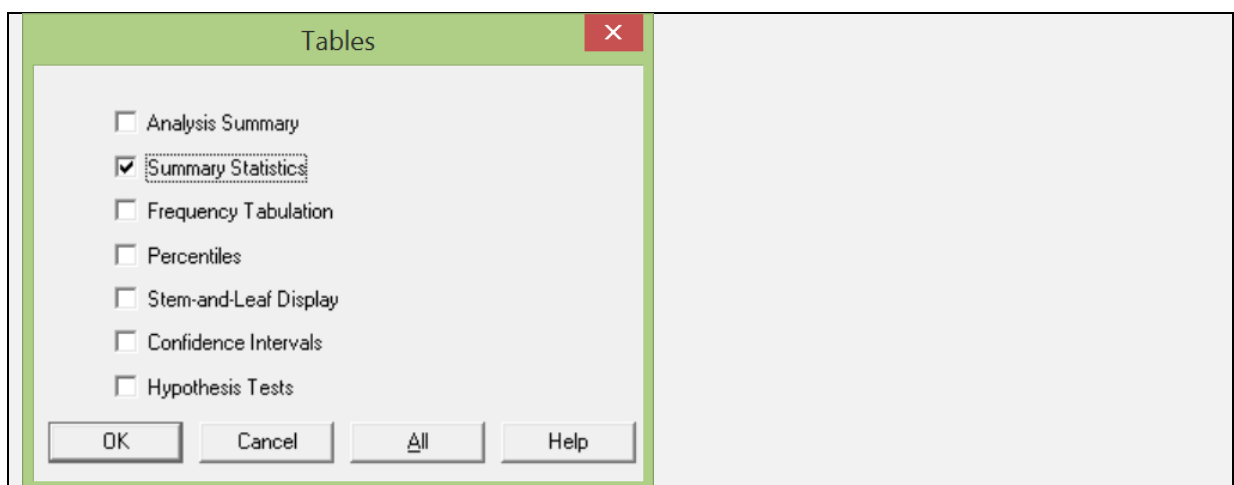 Tables
Analysis Summary
Summary Statistics
Frequency Tabulation
Percentiles
Stem-and-Leaf Display
Confidence Intervals
Hypothesis Tests
OK Cancel All Help